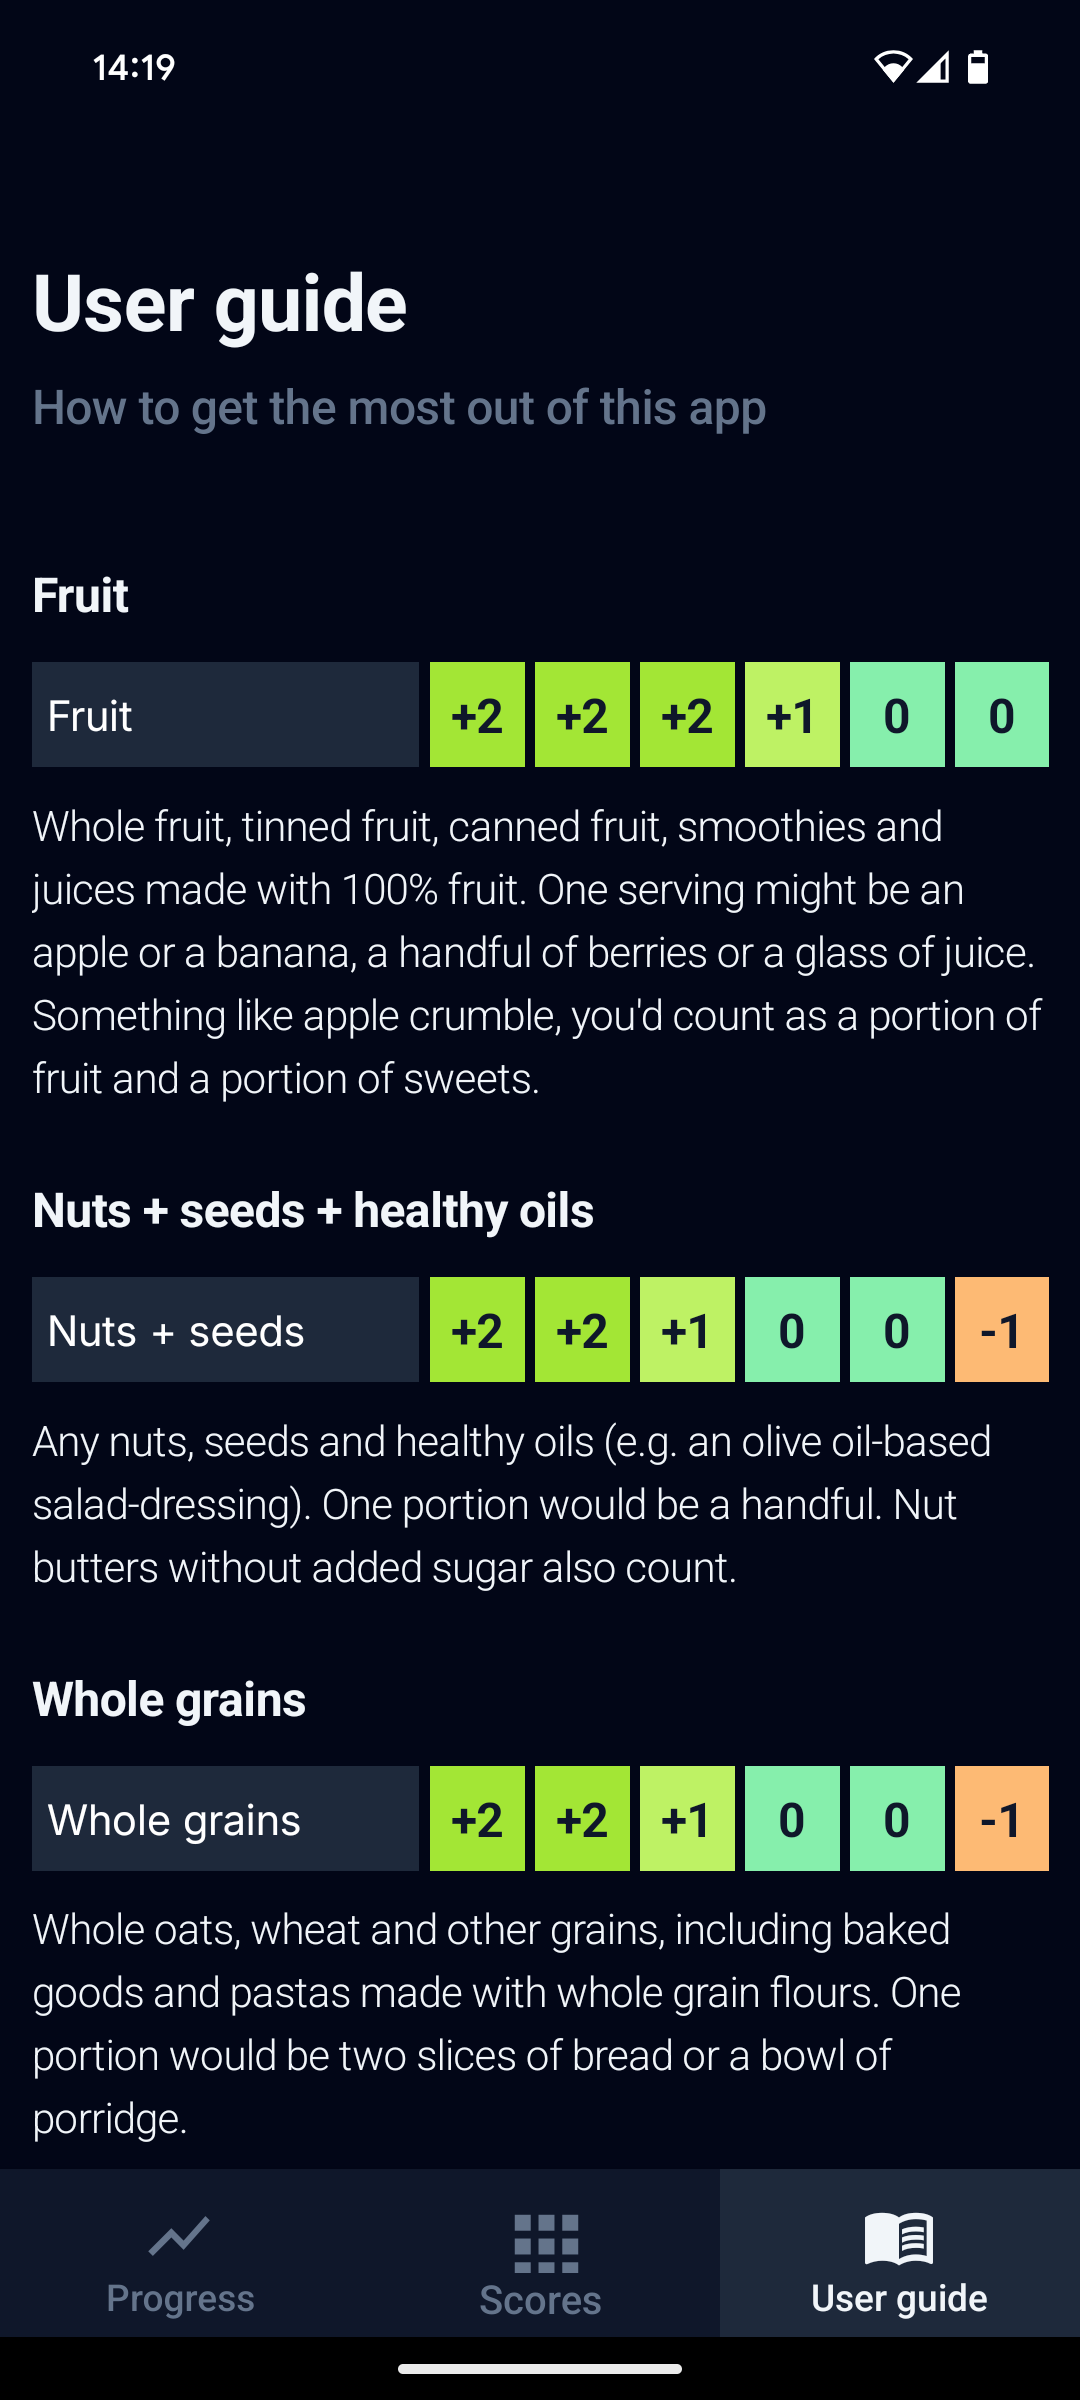 14:19
User guide
How to get the most out of this app
Fruit
Fruit +2 +2 +2 +1 0 0
Whole fruit, tinned fruit, canned fruit, smoothies and
juices made with 100% fruit. One serving might be an
apple or a banana, a handful of berries or a glass of juice.
Something like apple crumble, you'd count as a portion of
fruit and a portion of sweets.
Nuts + seeds + healthy oils
Nuts + seeds +2 +2 +1 0 0 -1
Any nuts, seeds and healthy oils (e.g. an olive oil-based
salad-dressing). One portion would be a handful. Nut
butters without added sugar also count.
Whole grains
Whole grains +2 +2 +1 0 0 -1
Whole oats, wheat and other grains, including baked
goods and pastas made with whole grain flours. One
portion would be two slices of bread or a bowl of
porridge.
Progress Scores User guide